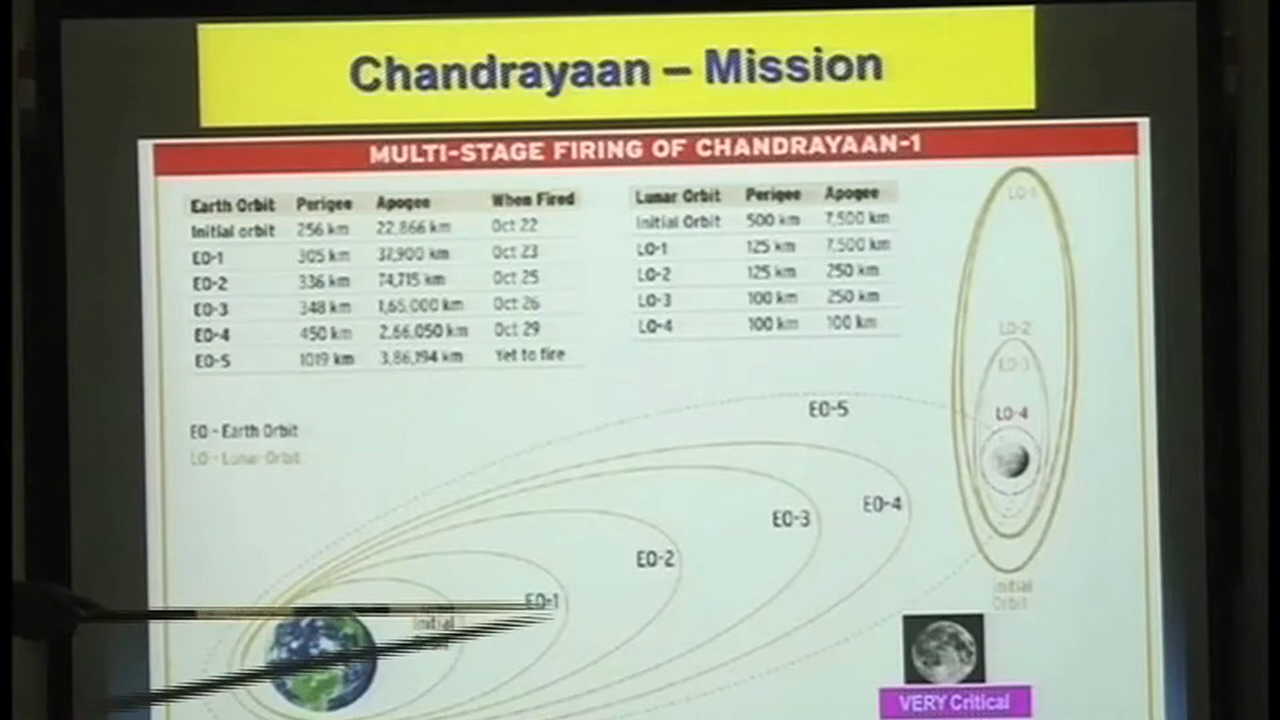 Chandrayaan – Mission
MULTI-STAGE FIRING OF CHANDRAYAAN-1
Earth Orbit Perigee Apogee When Fired
Initial orbit 256 km 22,866 km Oct 22
EO-1 305 km 37,900 km Oct 23
EO-2 336 km 74,715 km Oct 25
EO-3 348 km 1,65,000 km Oct 26
EO-4 450 km 2,66,050 km Oct 29
EO-5 1019 km 3,86,194 km Yet to fire
Lunar Orbit Perigee Apogee
Initial Orbit 500 km 7,500 km
LO-1 125 km 7,500 km
LO-2 125 km 250 km
LO-3 100 km 250 km
LO-4 100 km 100 km
EO - Earth Orbit
LO - Lunar Orbit
LO-1
LO-2
LO-3
LO-4
EO-5
EO-4
EO-3
EO-2
EO-1
Initial
Initial
Orbit
VERY Critical